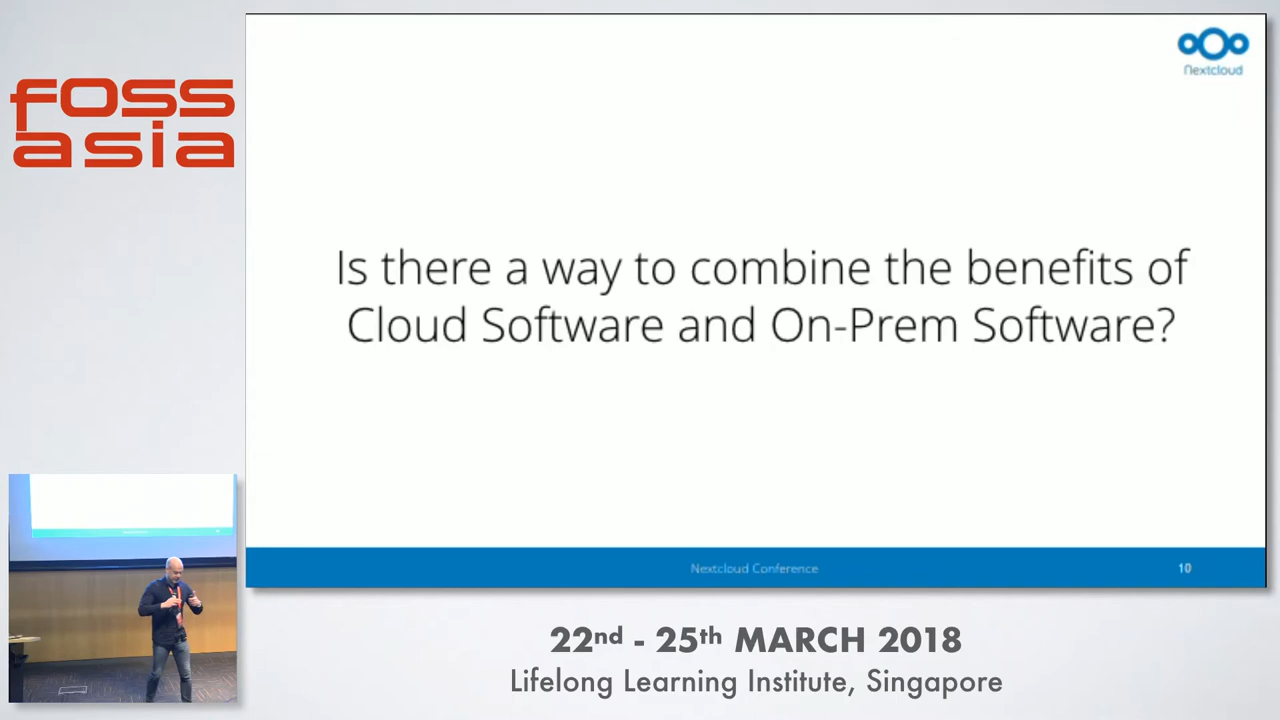 foss
asia
nextcloud
Is there a way to combine the benefits of
Cloud Software and On-Prem Software?
Nextcloud Conference
10
22nd - 25th MARCH 2018
Lifelong Learning Institute, Singapore